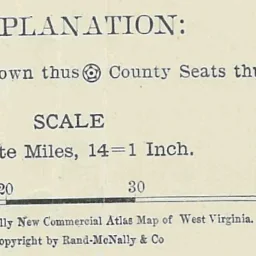 PLANATION:
own thus County Seats thu
SCALE
te Miles, 14=1 Inch.
20 30
lly New Commercial Atlas Map of West Virginia.
opyright by Rand-McNally & Co